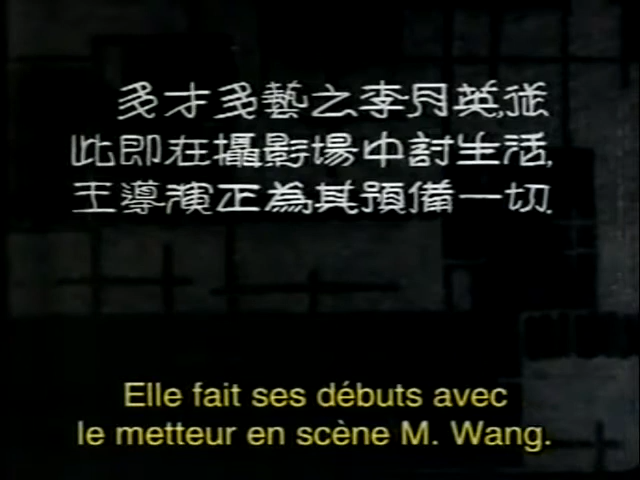 多才多藝之李月英,従
此即在攝影場中討生活,
王導演正為其預備一切.
Elle fait ses débuts avec
le metteur en scène M. Wang.